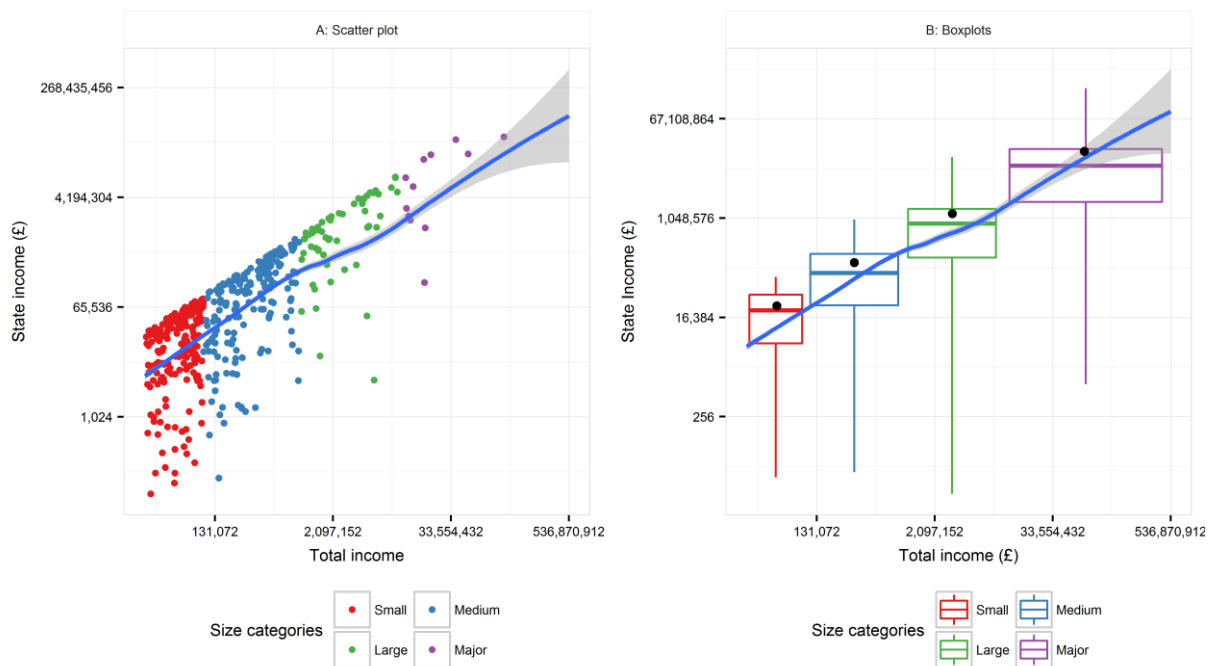 A: Scatter plot
268,435,456
4,194,304
65,536
1,024
State income (£)
131,072
2,097,152
33,554,432
536,870,912
Total income
Size categories
Small
Medium
Large
Major
B: Boxplots
67,108,864
1,048,576
16,384
256
State Income (£)
131,072
2,097,152
33,554,432
536,870,912
Total income (£)
Size categories
Small
Medium
Large
Major